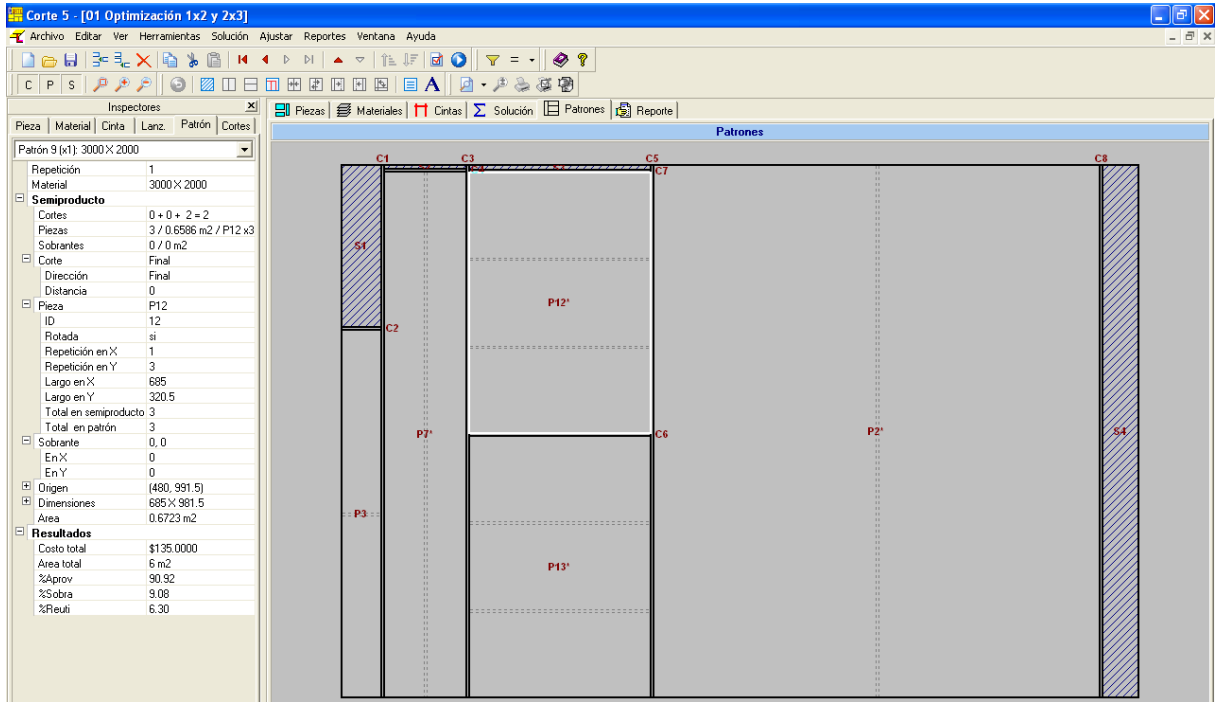 Corte 5 - [01 Optimización 1x2 y 2x3]
Archivo Editar Ver Herramientas Solución Ajustar Reportes Ventana Ayuda
C P S A
Inspectores
Pieza Material Cinta Lanz. Patrón Cortes
Piezas Materiales Cintas Solución Patrones Reporte
Patrones
Patrón 9 (x1): 3000 X 2000
Repetición 1
Material 3000 X 2000
Semiproducto
Cortes 0 + 0 + 2 = 2
Piezas 3 / 0.6586 m2 / P12 x3
Sobrantes 0 / 0 m2
Corte Final
Dirección Final
Distancia 0
Pieza P12
ID 12
Rotada si
Repetición en X 1
Repetición en Y 3
Largo en X 685
Largo en Y 320.5
Total en semiproducto 3
Total en patrón 3
Sobrante 0, 0
En X 0
En Y 0
Origen (480, 991.5)
Dimensiones 685 X 981.5
Area 0.6723 m2
Resultados
Costo total $135.0000
Area total 6 m2
%Aprov 90.92
%Sobra 9.08
%Reuti 6.30
C1 C3 C5 C8
C7
S1
P12*
C2
P7* C6 P2* S4
P3
P13*